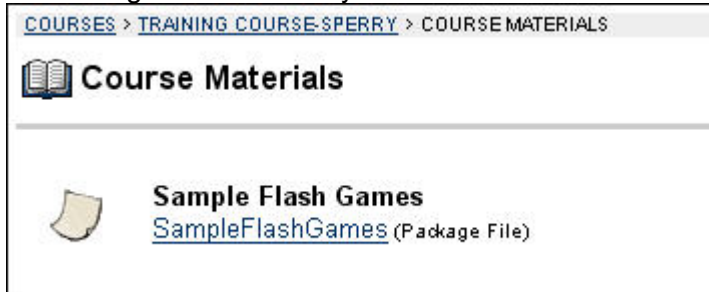 COURSES > TRAINING COURSE-SPERRY > COURSE MATERIALS
Course Materials
Sample Flash Games
SampleFlashGames (Package File)